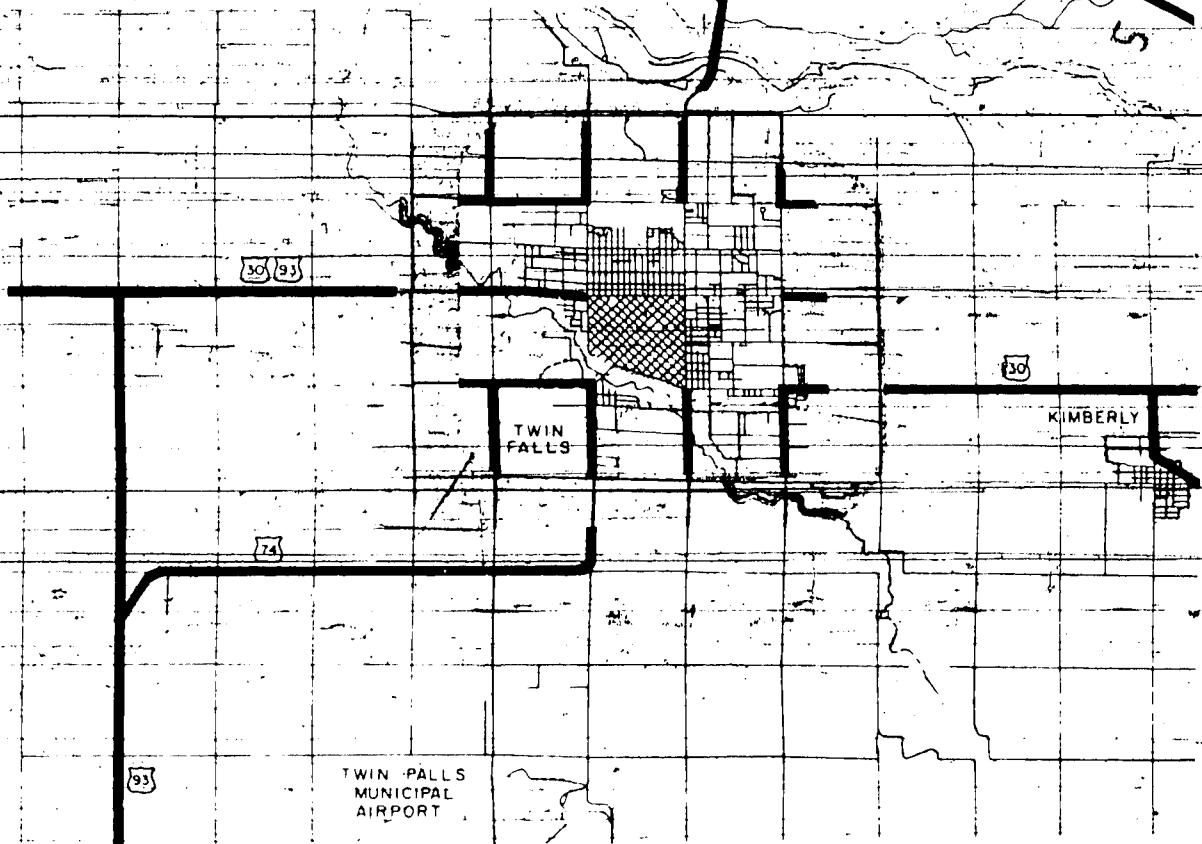 30 93
30
KIMBERLY
TWIN
FALLS
74
93
TWIN FALLS
MUNICIPAL
AIRPORT